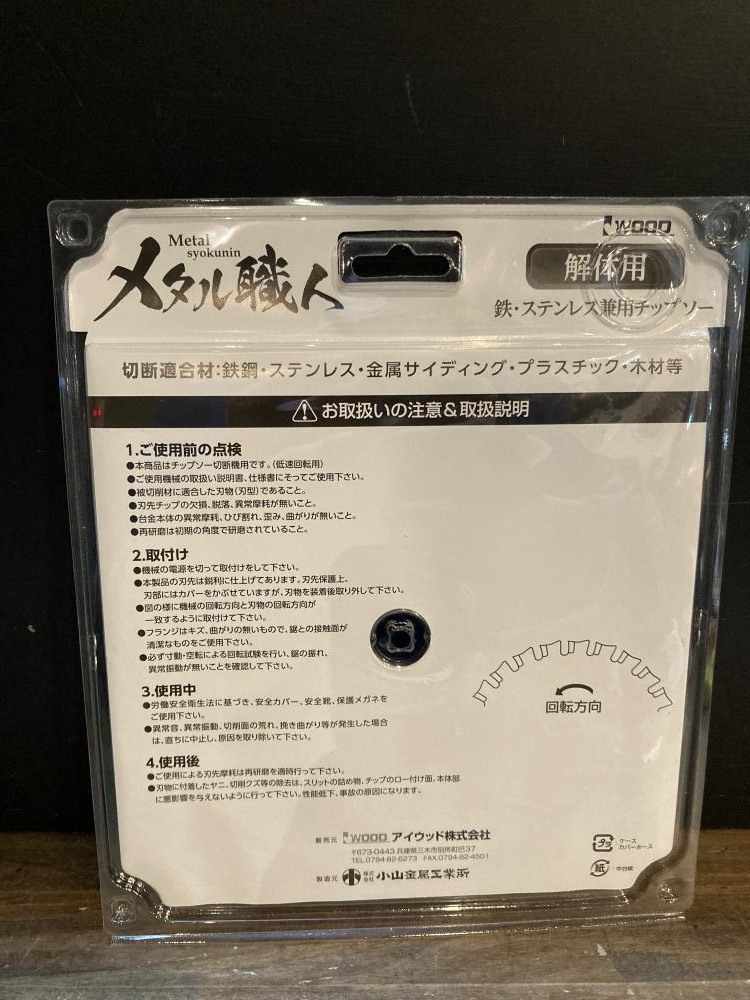 WOOD
Metal
syokunin
メタル職人
解体用
鉄・ステンレス兼用チップソー
切断適合材:鉄鋼・ステンレス・金属サイディング・プラスチック・木材等
お取扱いの注意&取扱説明
1.ご使用前の点検
●本商品はチップソー切断機用です。(低速回転用)
●ご使用機械の取扱い説明書、仕様書にそってご使用下さい。
●被切削材に適合した刃物(刃型)であること。
●刃先チップの欠損、脱落、異常摩耗が無いこと。
●台金本体の異常摩耗、ひび割れ、歪み、曲がりが無いこと。
●再研磨は初期の角度で研磨されていること。
2.取付け
●機械の電源を切って取付けをして下さい。
●本製品の刃先は鋭利に仕上げてあります。刃先保護上、
刃部にはカバーをかぶせていますが、刃物を装着後取り外して下さい。
●図の様に機械の回転方向と刃物の回転方向が
一致するように取付けて下さい。
●フランジはキズ、曲がりの無いもので、鋸との接触面が
清潔なものをご使用下さい。
●必ず寸動・空転による回転試験を行い、鋸の振れ、
異常振動が無いことを確認して下さい。
回転方向
3.使用中
●労働安全衛生法に基づき、安全カバー、安全靴、保護メガネを
ご使用下さい。
●異常音、異常振動、切削面の荒れ、挽き曲がり等が発生した場合
は、直ちに中止し、原因を取り除いて下さい。
4.使用後
●ご使用による刃先摩耗は再研磨を適時行って下さい。
●刃物に付着したヤニ、切削クズ等の除去は、スリットの詰め物、チップのロー付け面、本体部
に悪影響を与えないように行って下さい。性能低下、事故の原因になります。
販売元 WOOD アイウッド株式会社
〒673-0443 兵庫県三木市別所町巴37
TEL.0794-82-6273 FAX.0794-82-4501
製造元 株式会社 小山金属工業所
プラ
ケース
カバーホース
紙
:中台紙